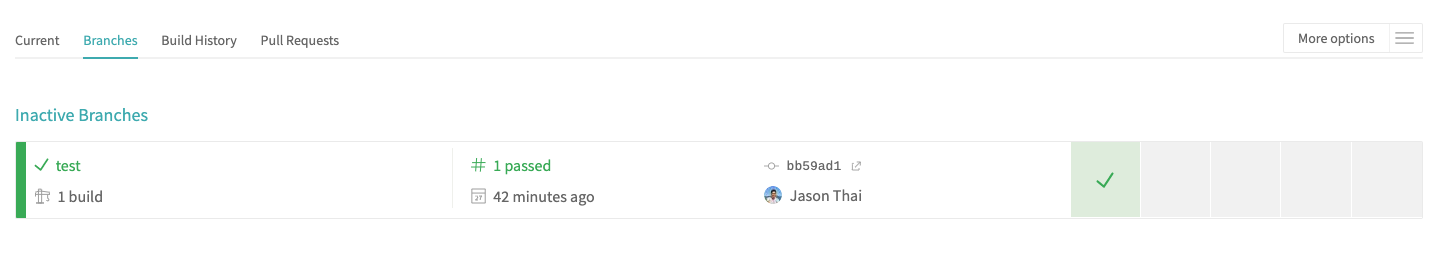 Current Branches Build History Pull Requests More options
Inactive Branches
test # 1 passed bb59ad1
1 build 27 42 minutes ago Jason Thai